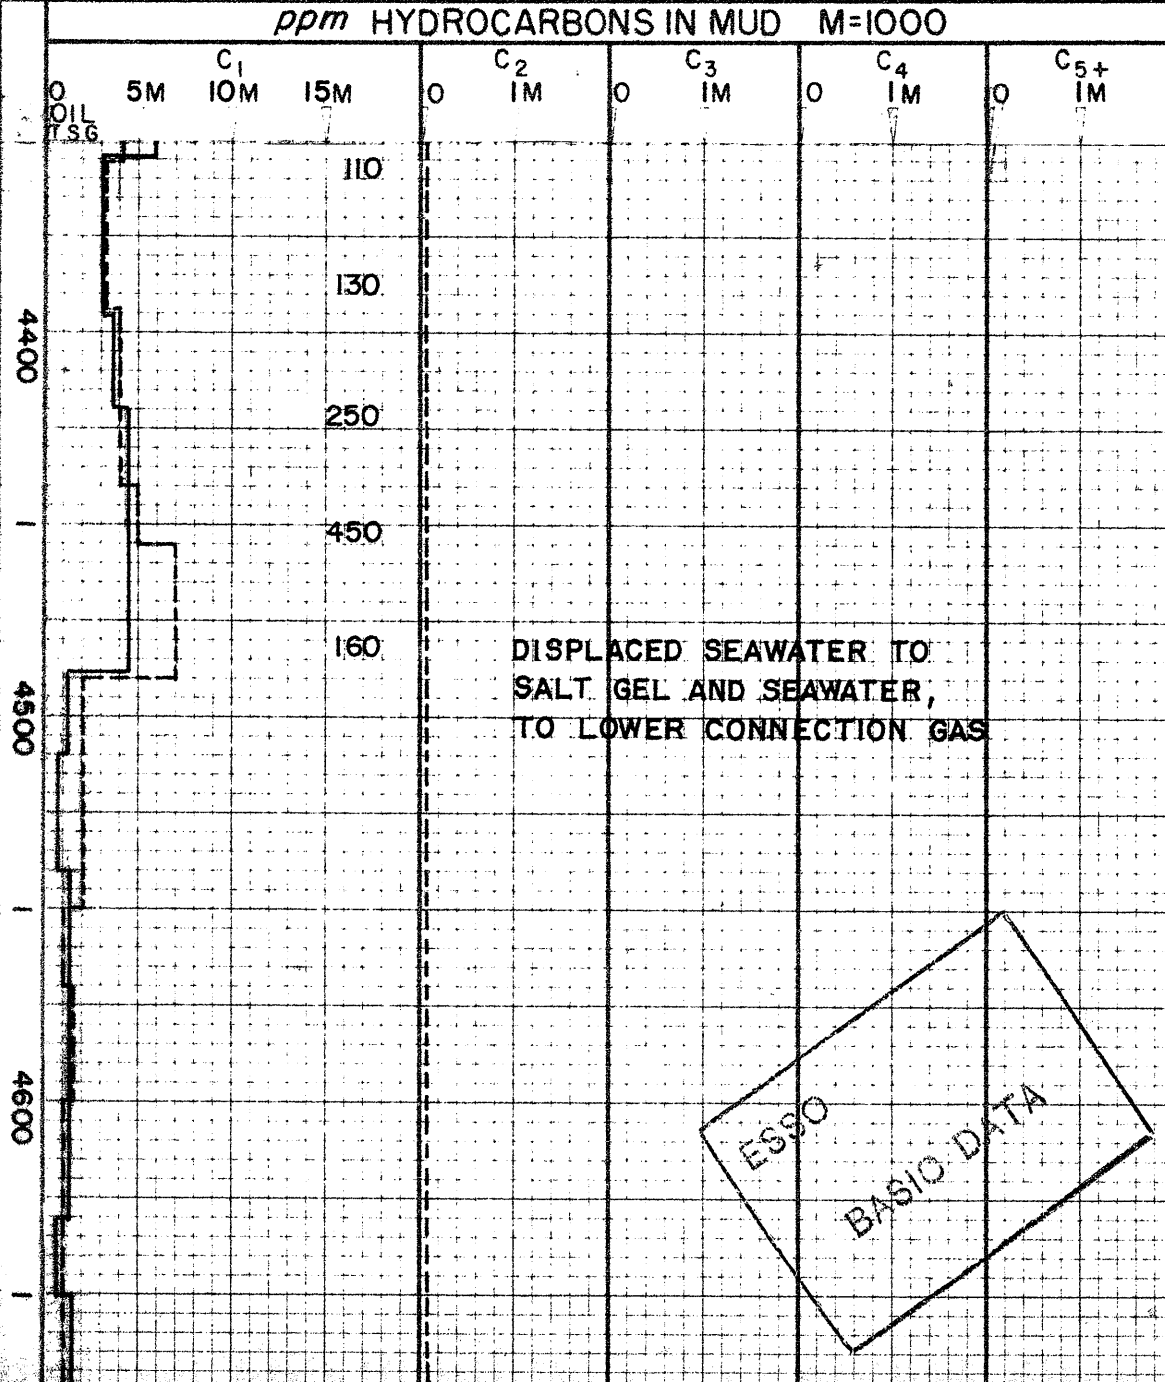 ppm HYDROCARBONS IN MUD M=1000
C1 C2 C3 C4 C5+
0 5M 10M 15M 0 1M 0 1M 0 1M 0 1M
OIL
TSG
110
130
4400
250
450
160
DISPLACED SEAWATER TO
SALT GEL AND SEAWATER,
4500
TO LOWER CONNECTION GAS
4600
ESSO
BASIC DATA